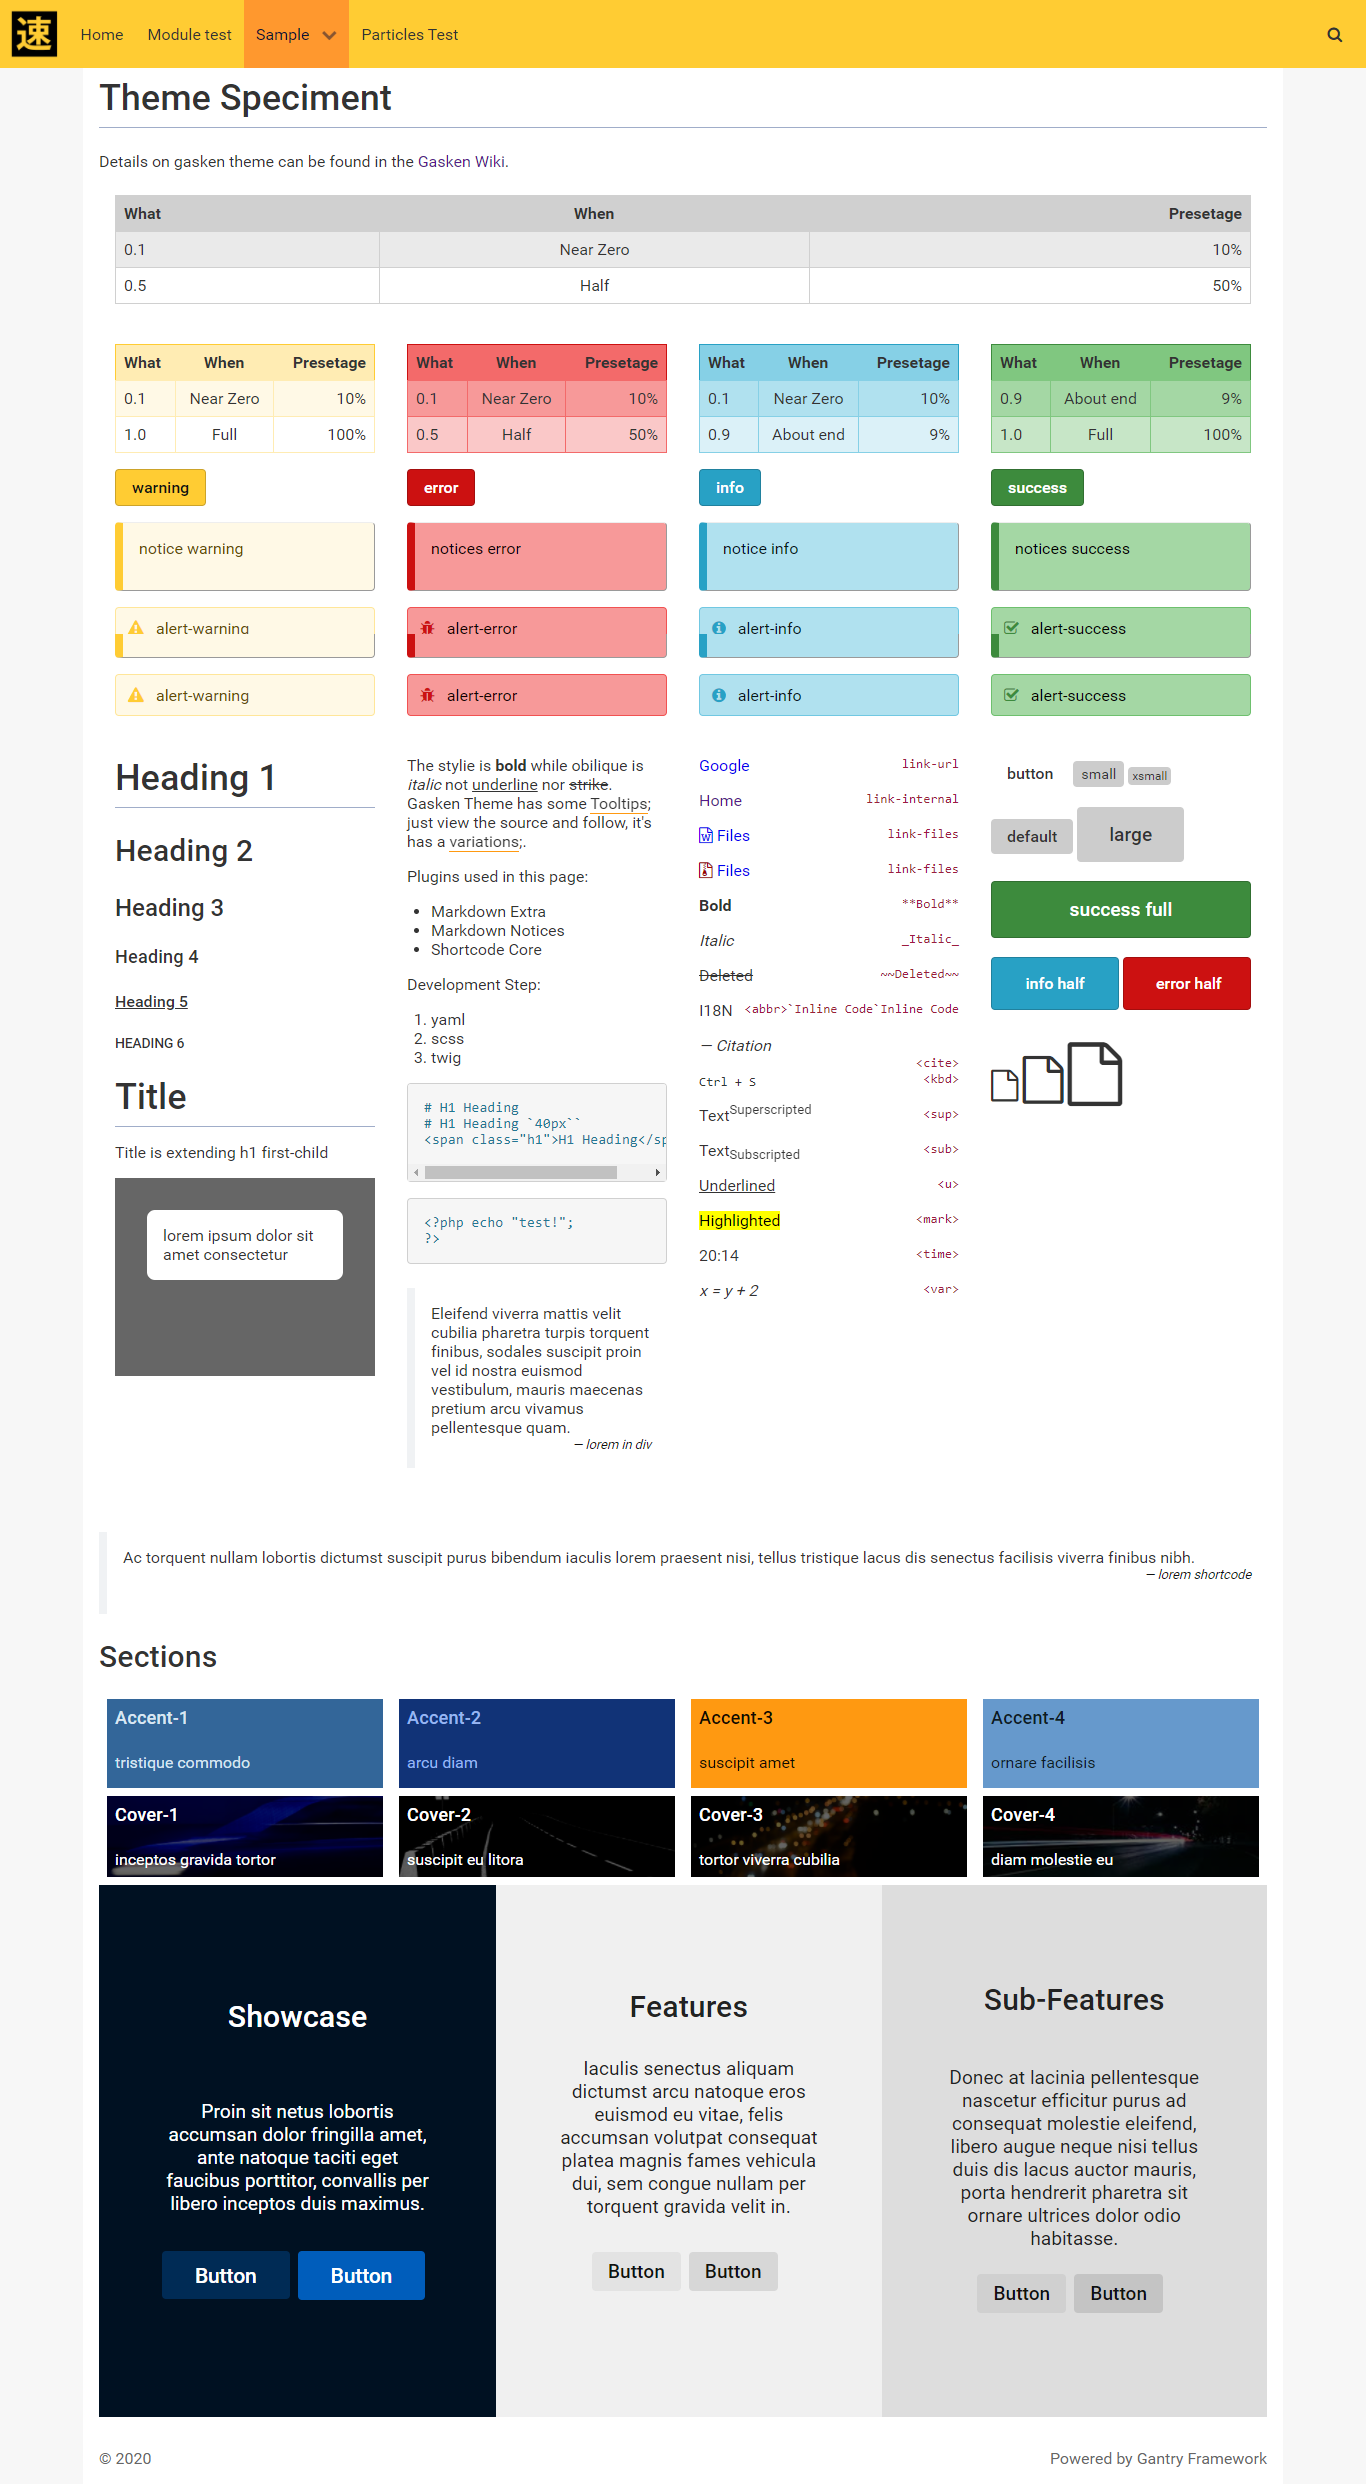 速
Home
Module test
Sample
Particles Test
Theme Speciment
Details on gasken theme can be found in the Gasken Wiki.
What When Presetage
0.1 Near Zero 10%
0.5 Half 50%
What When Presetage
0.1 Near Zero 10%
1.0 Full 100%
warning
notice warning
alert-warning
alert-warning
What When Presetage
0.1 Near Zero 10%
0.5 Half 50%
error
notices error
alert-error
alert-error
What When Presetage
0.1 Near Zero 10%
0.9 About end 9%
info
notice info
alert-info
alert-info
What When Presetage
0.9 About end 9%
1.0 Full 100%
success
notices success
alert-success
alert-success
Heading 1
Heading 2
Heading 3
Heading 4
Heading 5
HEADING 6
Title
Title is extending h1 first-child
lorem ipsum dolor sit
amet consectetur
The stylie is bold while oblique is
italic not underline nor strike.
Gasken Theme has some Tooltips;
just view the source and follow, it's
has a variations;.
Plugins used in this page:
• Markdown Extra
• Markdown Notices
• Shortcode Core
Development Step:
1. yaml
2. scss
3. twig
# H1 Heading
# H1 Heading `40px``
<span class="h1">H1 Heading</sp
<?php echo "test!";
?>
Eleifend viverra mattis velit
cubilia pharetra turpis torquent
finibus, sodales suscipit proin
vel id nostra euismod
vestibulum, mauris maecenas
pretium arcu vivamus
pellentesque quam.
— lorem in div
Google link-url
Home link-internal
Files link-files
Files link-files
Bold **Bold**
Italic _Italic_
Deleted ~~Deleted~~
I18N <abbr>`Inline Code`Inline Code
— Citation
<cite>
Ctrl + S <kbd>
TextSuperscripted <sup>
TextSubscripted <sub>
Underlined <u>
Highlighted <mark>
20:14 <time>
x = y + 2 <var>
button small xsmall
default large
success full
info half error half
Ac torquent nullam lobortis dictumst suscipit purus bibendum iaculis lorem praesent nisi, tellus tristique lacus dis senectus facilisis viverra finibus nibh.
— lorem shortcode
Sections
Accent-1
tristique commodo
Accent-2
arcu diam
Accent-3
suscipit amet
Accent-4
ornare facilisis
Cover-1
inceptos gravida tortor
Cover-2
suscipit eu litora
Cover-3
tortor viverra cubilia
Cover-4
diam molestie eu
Showcase
Proin sit netus lobortis
accumsan dolor fringilla amet,
ante natoque taciti eget
faucibus porttitor, convallis per
libero inceptos duis maximus.
Button Button
Features
Iaculis senectus aliquam
dictumst arcu natoque eros
euismod eu vitae, felis
accumsan volutpat consequat
platea magnis fames vehicula
dui, sem congue nullam per
torquent gravida velit in.
Button Button
Sub-Features
Donec at lacinia pellentesque
nascetur efficitur purus ad
consequat molestie eleifend,
libero augue neque nisi tellus
duis dis lacus auctor mauris,
porta hendrerit pharetra sit
ornare ultrices dolor odio
habitasse.
Button Button
© 2020
Powered by Gantry Framework